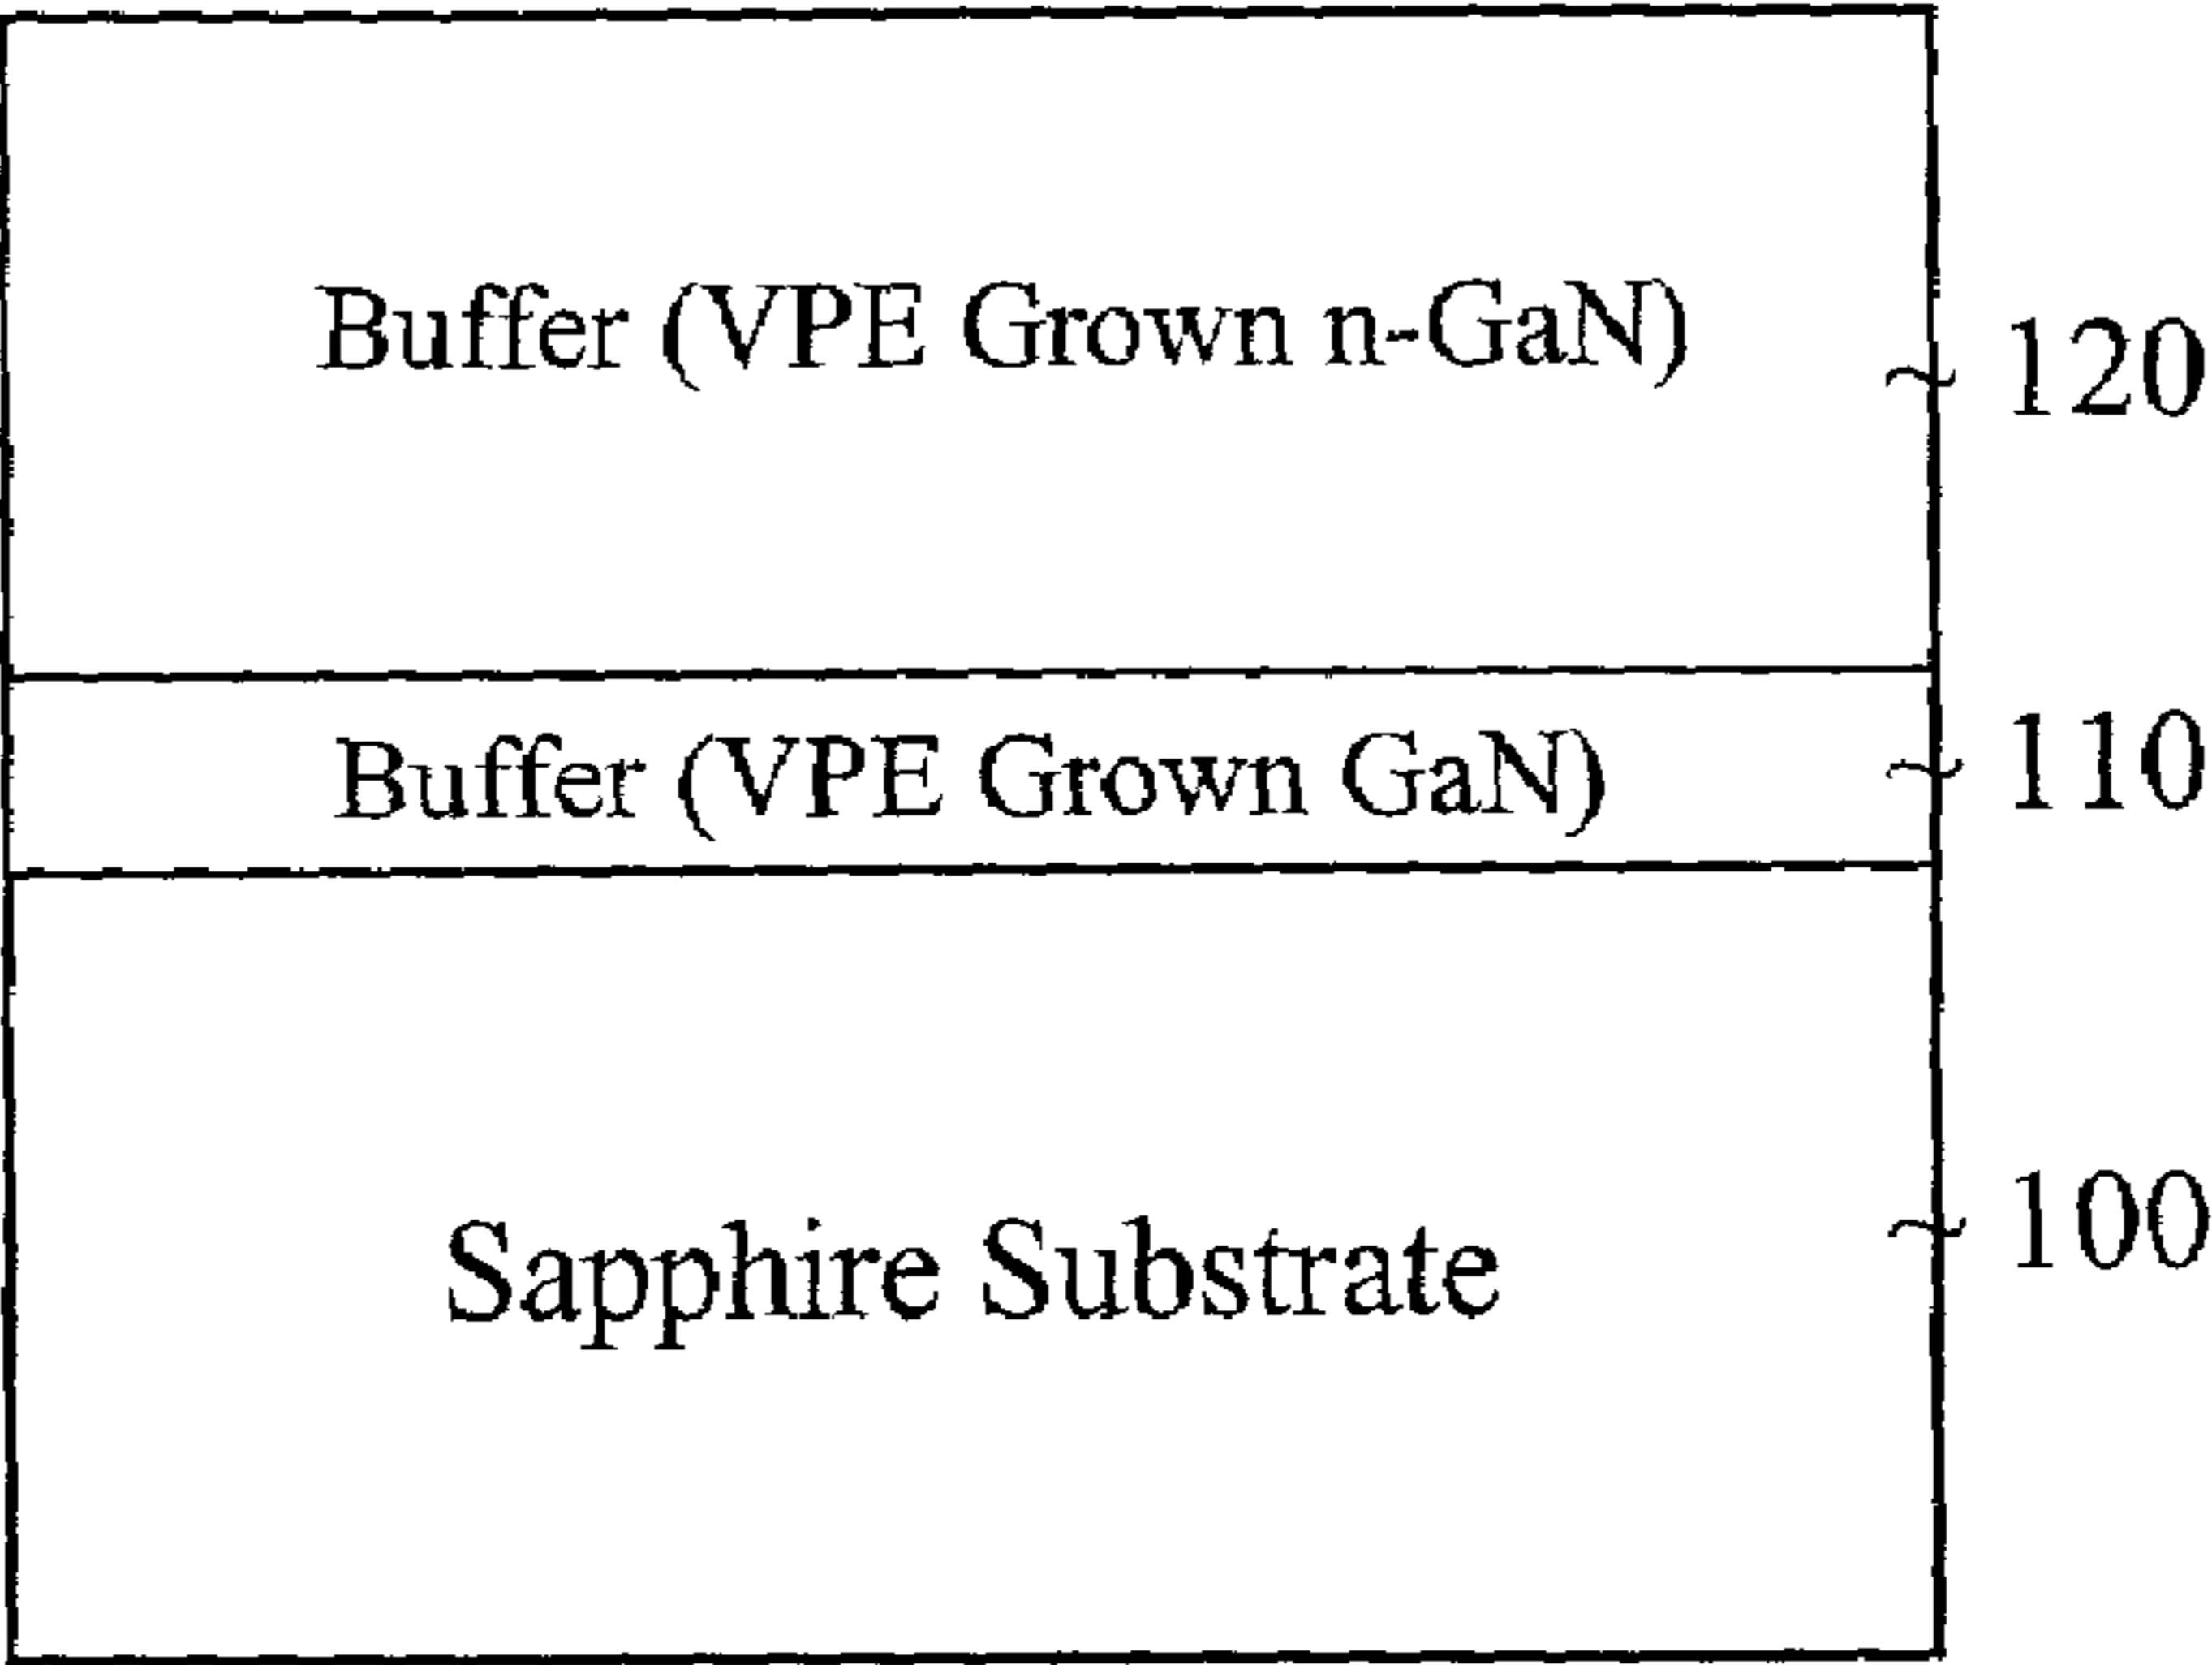 Buffer (VPE Grown n-GaN)
120
Buffer (VPE Grown GaN)
110
Sapphire Substrate
100